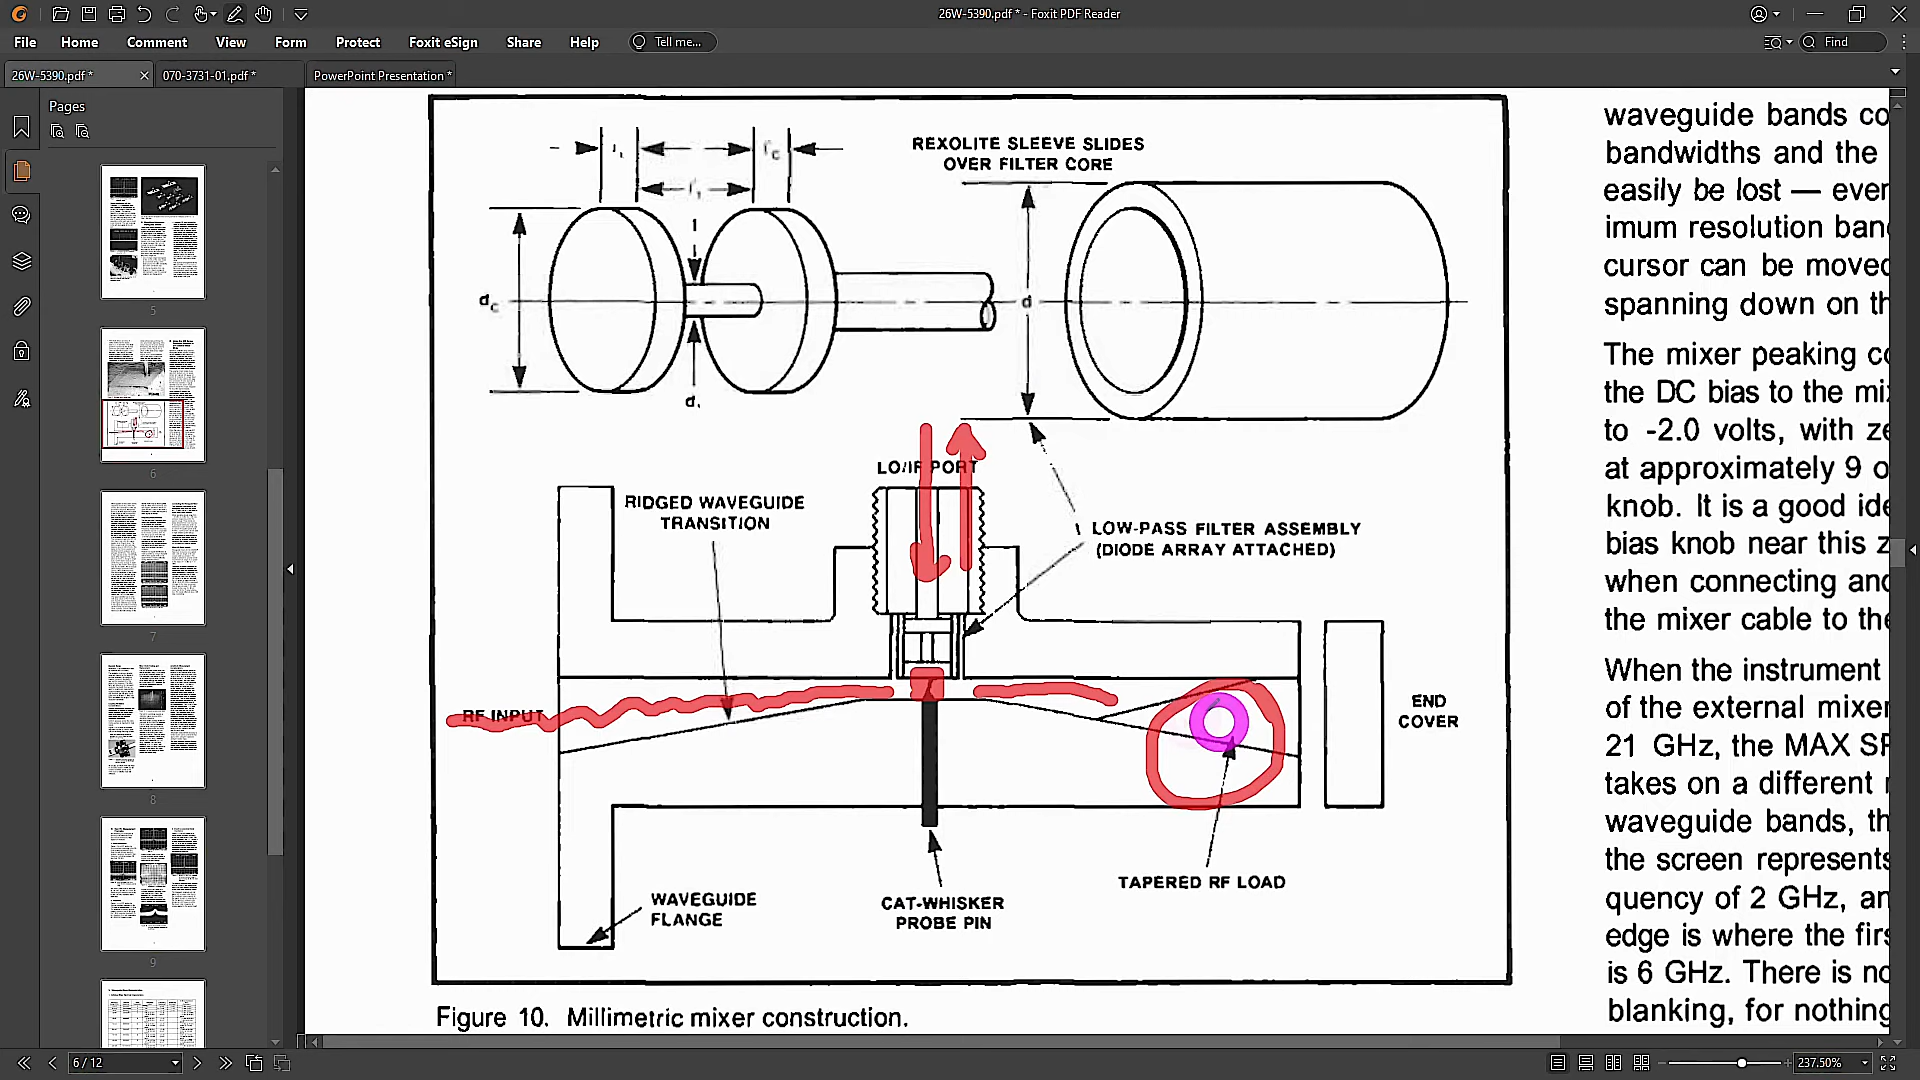 26W-5390.pdf * - Foxit PDF Reader
File Home Comment View Form Protect Foxit eSign Share Help Tell me... Find
26W-5390.pdf * 070-3731-01.pdf * PowerPoint Presentation *
Pages
5
6
7
8
9
REXOLITE SLEEVE SLIDES
OVER FILTER CORE
d
LO/IF PORT
RIDGED WAVEGUIDE
TRANSITION
LOW-PASS FILTER ASSEMBLY
(DIODE ARRAY ATTACHED)
RF INPUT
END
COVER
TAPERED RF LOAD
WAVEGUIDE
FLANGE
CAT-WHISKER
PROBE PIN
Figure 10. Millimetric mixer construction.
waveguide bands co
bandwidths and the
easily be lost — ever
imum resolution ban
cursor can be moved
spanning down on th
The mixer peaking co
the DC bias to the mi
to -2.0 volts, with ze
at approximately 9 o
knob. It is a good ide
bias knob near this z
when connecting and
the mixer cable to the
When the instrument
of the external mixer
21 GHz, the MAX SP
takes on a different
waveguide bands, th
the screen represents
quency of 2 GHz, an
edge is where the firs
is 6 GHz. There is no
blanking, for nothing
6 / 12
237.50%